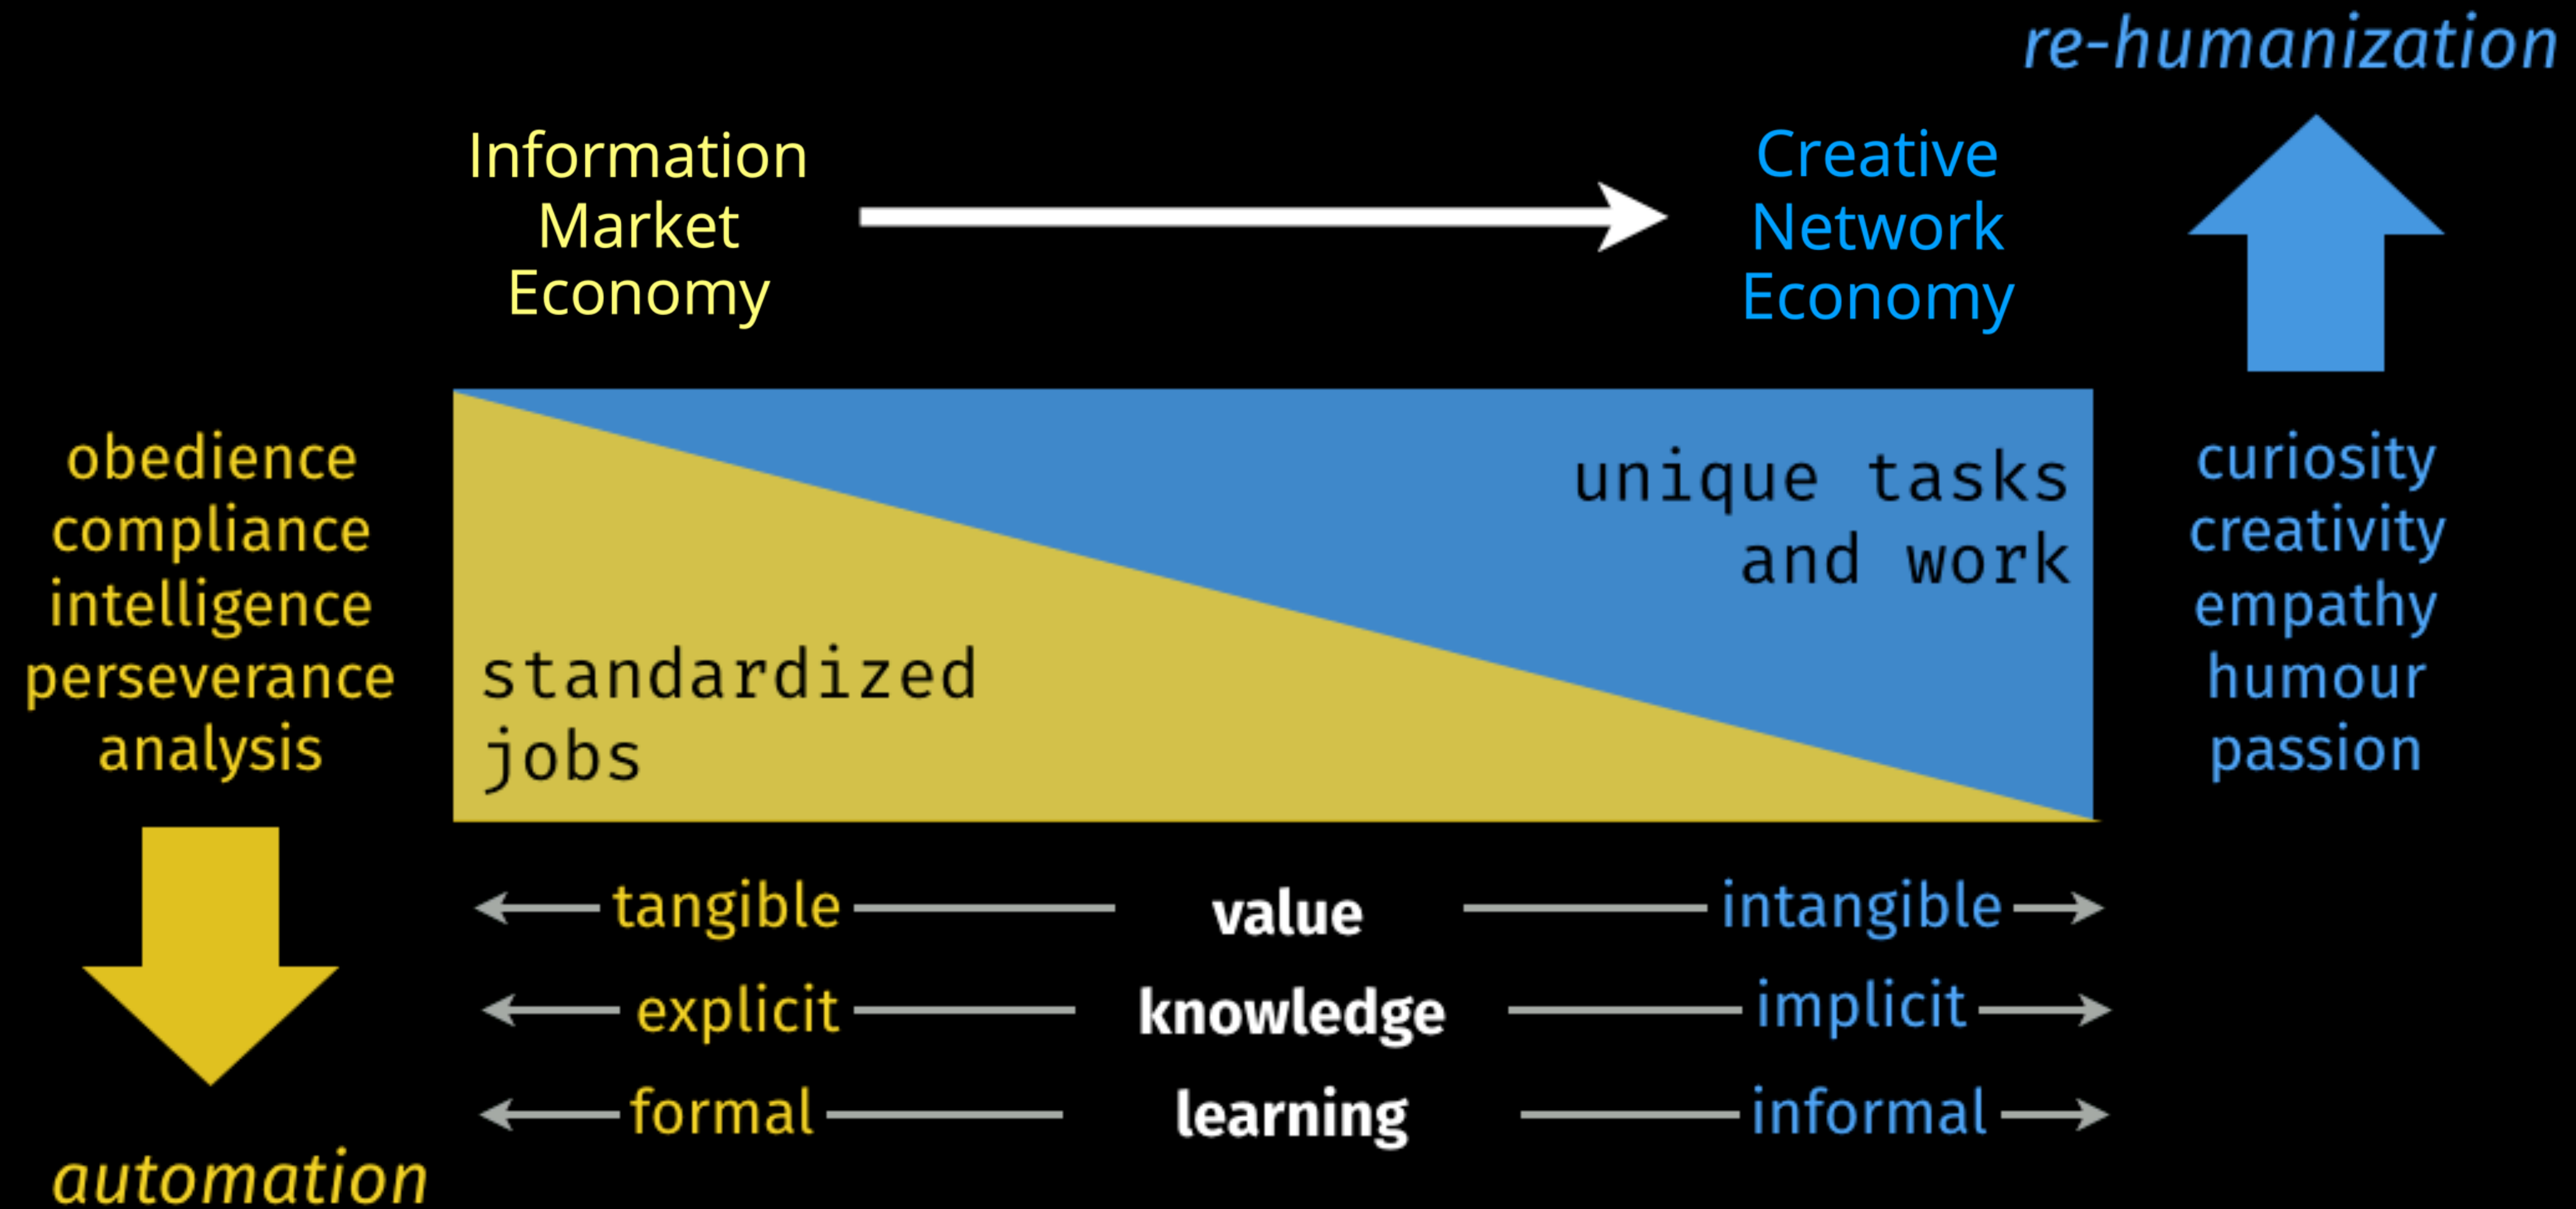 re-humanization
Information
Market
Economy
Creative
Network
Economy
obedience
compliance
intelligence
perseverance
analysis
standardized
jobs
unique tasks
and work
curiosity
creativity
empathy
humour
passion
tangible value intangible
explicit knowledge implicit
formal learning informal
automation